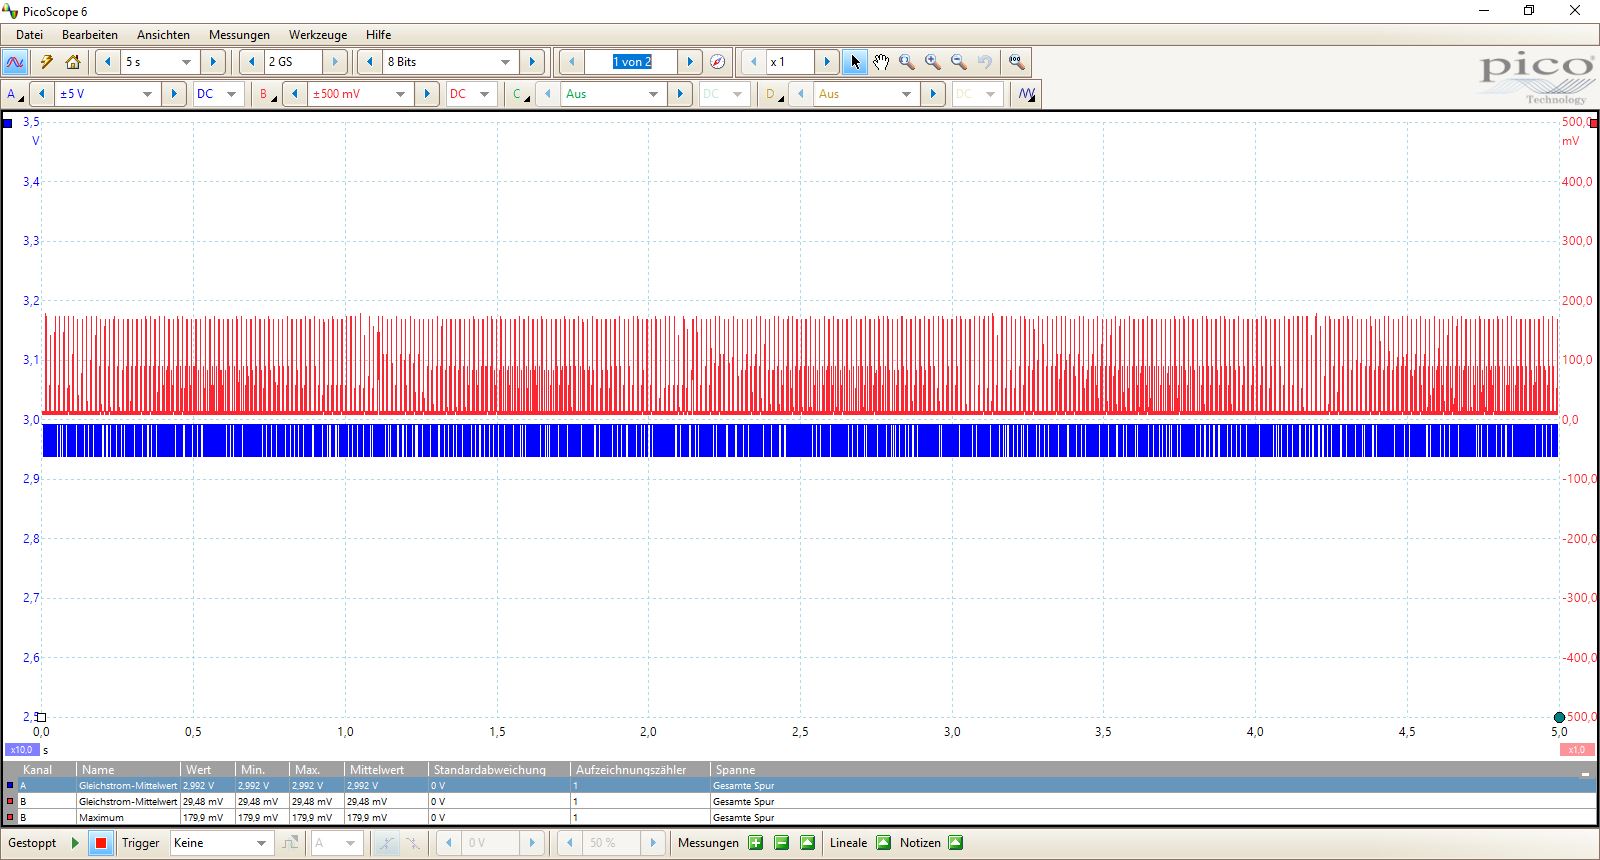 PicoScope 6
Datei Bearbeiten Ansichten Messungen Werkzeuge Hilfe
5 s 2 GS 8 Bits 1 von 2 x 1
A ±5 V DC B ±500 mV DC C Aus DC D Aus DC
pico
Technology
3,5 500,0
V mV
3,4 400,0
3,3 300,0
3,2 200,0
3,1 100,0
3,0 0,0
2,9 -100,0
2,8 -200,0
2,7 -300,0
2,6 -400,0
2,5 -500,0
0,0 0,5 1,0 1,5 2,0 2,5 3,0 3,5 4,0 4,5 5,0
x10,0 s x1,0
Kanal Name Wert Min. Max. Mittelwert Standardabweichung Aufzeichnungszähler Spanne
A Gleichstrom-Mittelwert 2,992 V 2,992 V 2,992 V 2,992 V 0 V 1 Gesamte Spur
B Gleichstrom-Mittelwert 29,48 mV 29,48 mV 29,48 mV 29,48 mV 0 V 1 Gesamte Spur
B Maximum 179,9 mV 179,9 mV 179,9 mV 179,9 mV 0 V 1 Gesamte Spur
Gestoppt Trigger Keine A 0 V 50 % Messungen Lineale Notizen